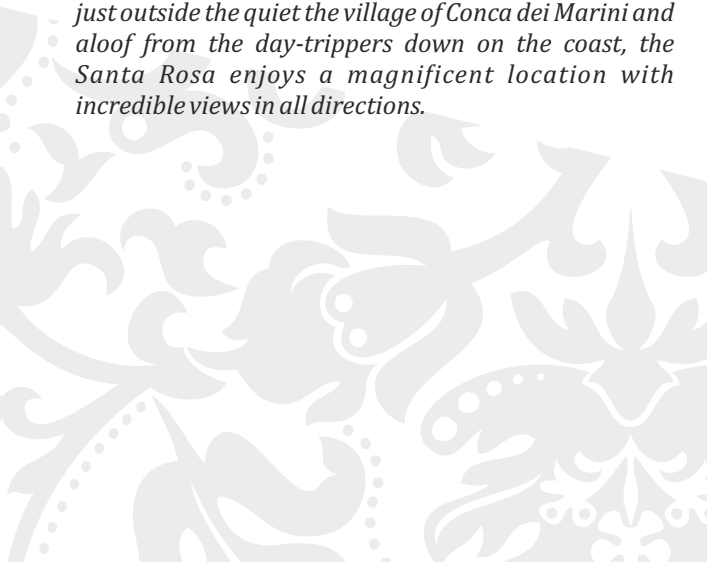 just outside the quiet the village of Conca dei Marini and
aloof from the day-trippers down on the coast, the
Santa Rosa enjoys a magnificent location with
incredible views in all directions.